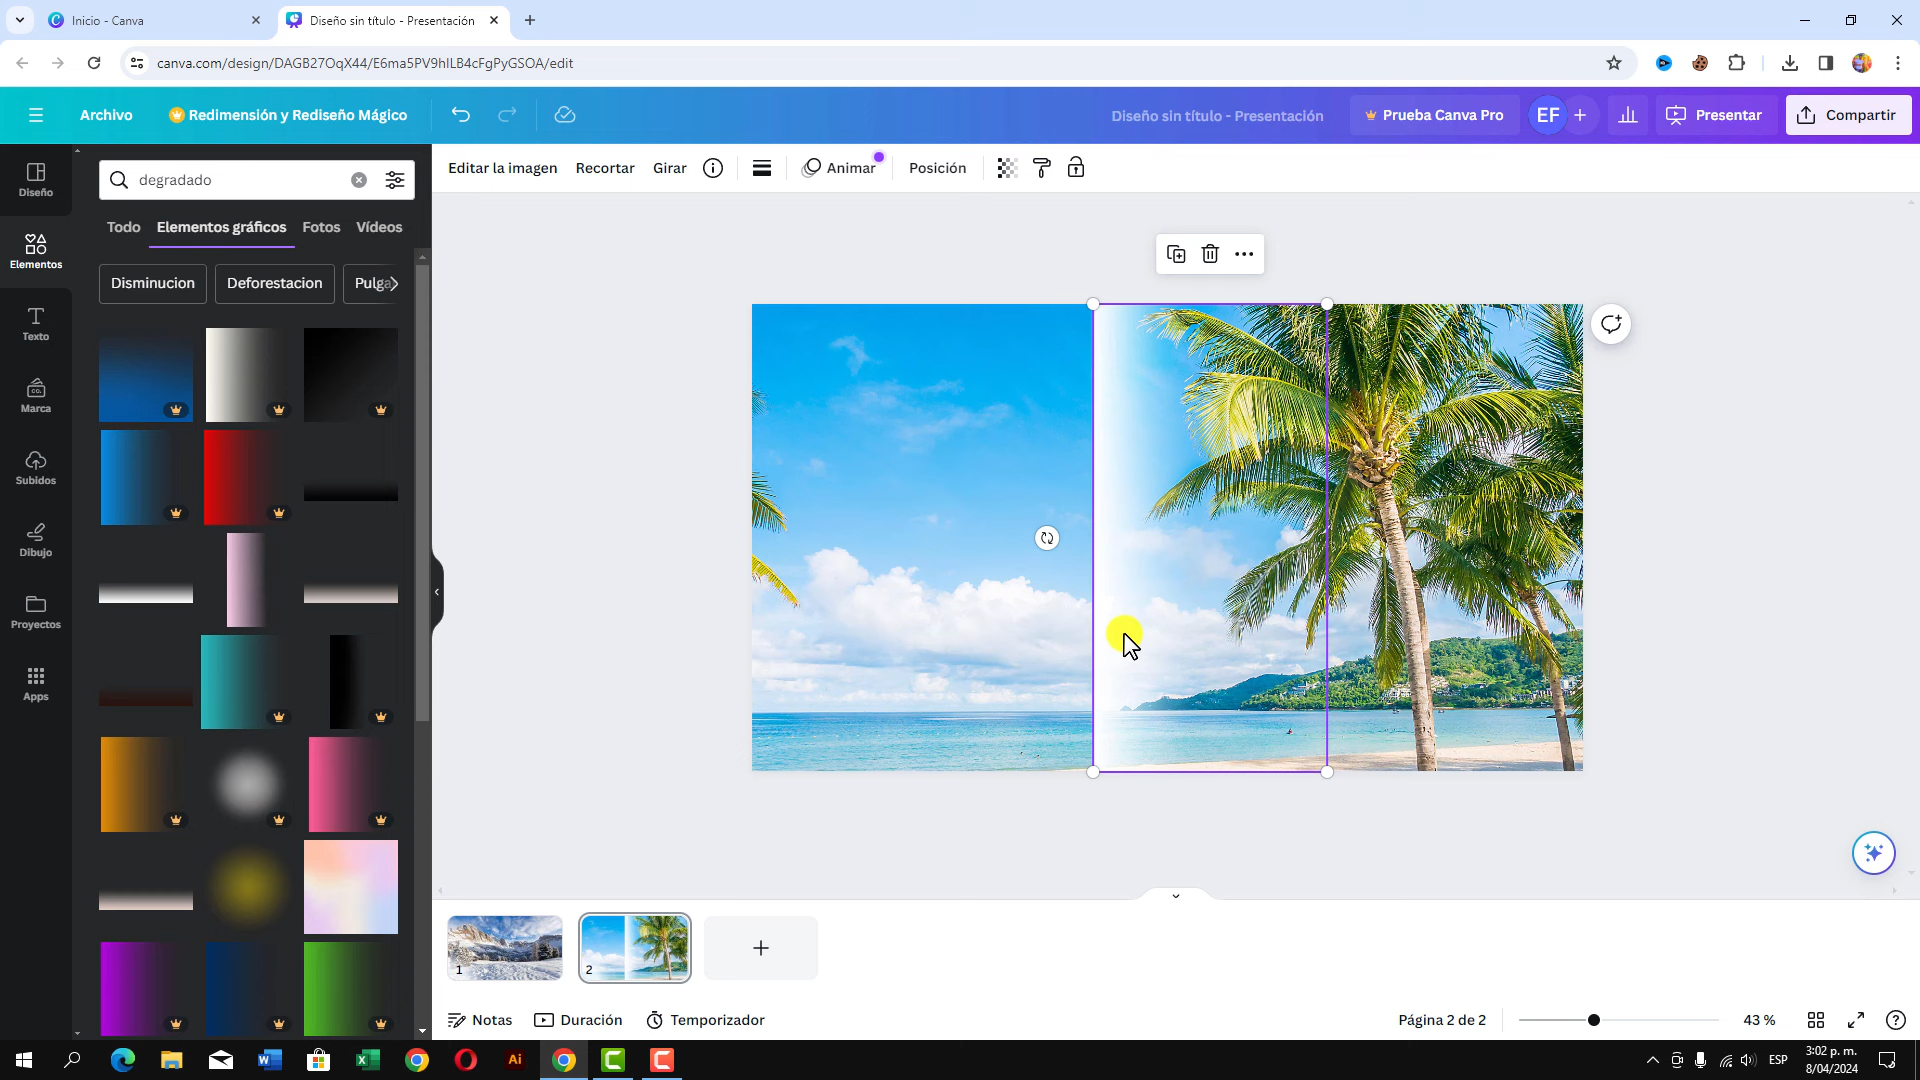 Inicio - Canva
Diseño sin título - Presentación
canva.com/design/DAGB27OqX44/E6ma5PV9hILB4cFgPyGSOA/edit
Archivo
Redimensión y Rediseño Mágico
Diseño sin título - Presentación
Prueba Canva Pro
EF
Presentar
Compartir
Diseño
Elementos
Texto
CO.
Marca
Subidos
Dibujo
Proyectos
Apps
degradado
Todo
Elementos gráficos
Fotos
Vídeos
Disminucion
Deforestacion
Pulga
Editar la imagen
Recortar
Girar
Animar
Posición
1
2
Notas
Duración
Temporizador
Página 2 de 2
43 %
Ai
ESP
3:02 p. m.
8/04/2024